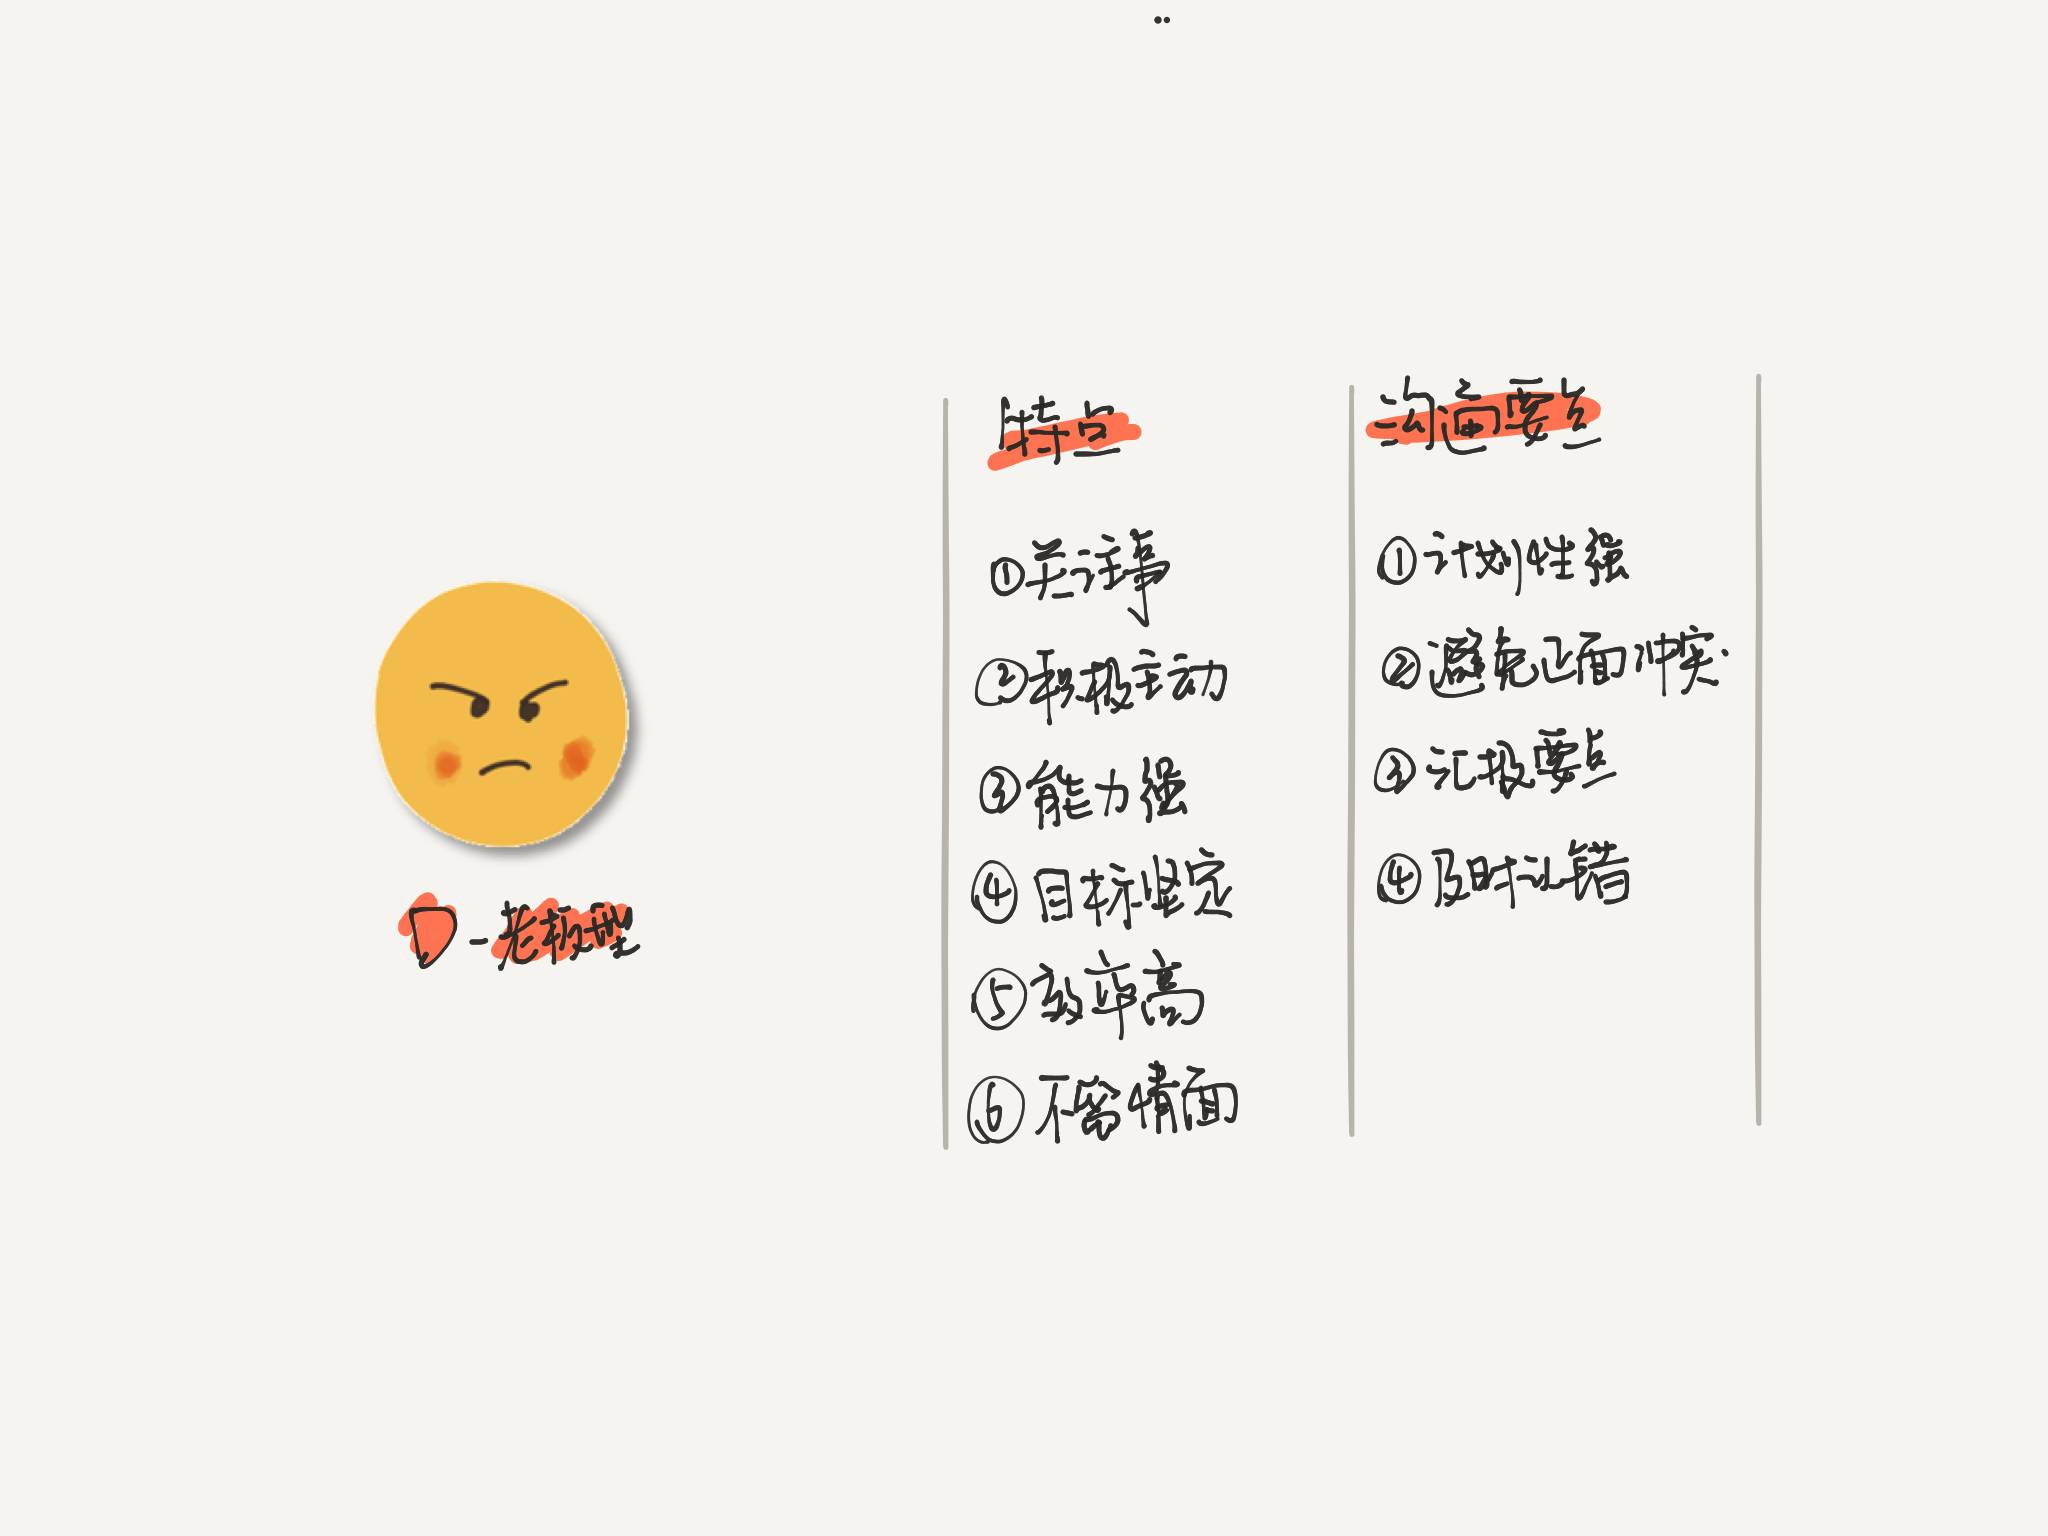 D-老板型
特点
①关注事
②积极主动
③能力强
④目标坚定
⑤效率高
⑥不留情面
沟通要点
①计划性强
②避免正面冲突.
③汇报要点
④及时认错